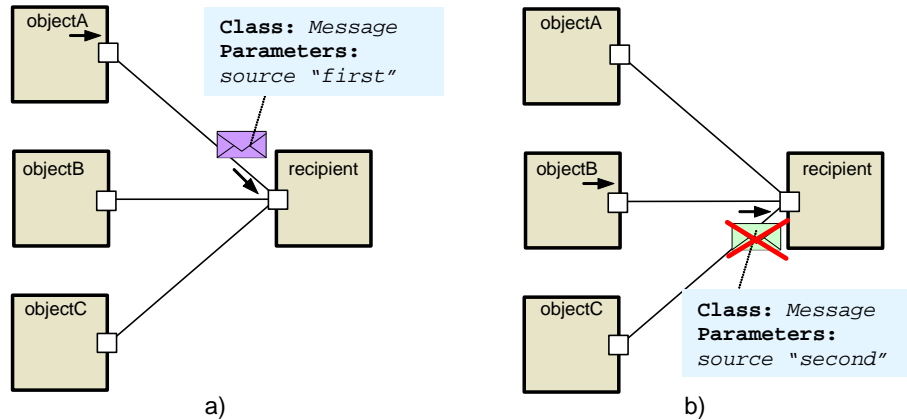 objectA
Class: Message
Parameters:
source “first”
objectB
recipient
objectC
a)
objectA
objectB
recipient
objectC
Class: Message
Parameters:
source “second”
b)